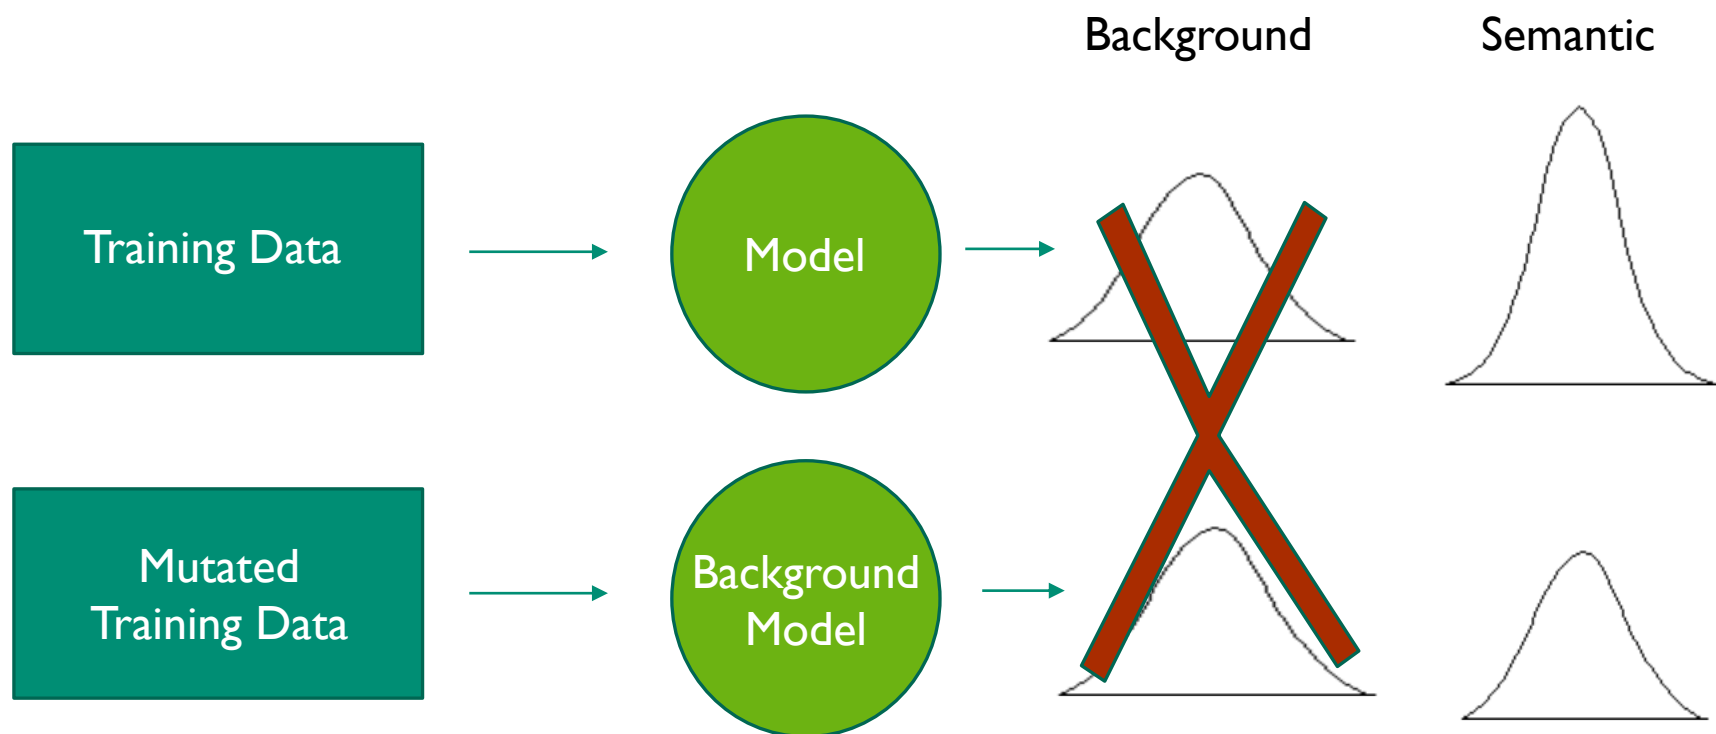 Background
Semantic
Training Data
Model
Mutated
Training Data
Background
Model